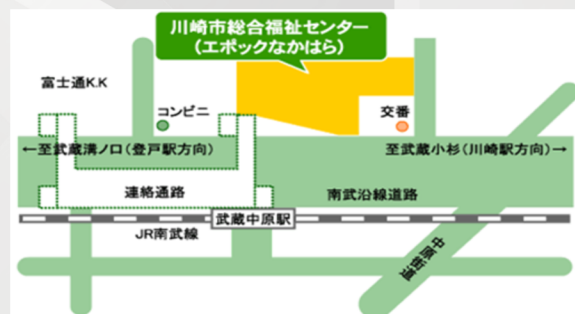 川崎市総合福祉センター
(エポックなかはら)
富士通K.K
コンビニ
交番
←至武蔵溝ノ口(登戸駅方向)
至武蔵小杉(川崎駅方向)→
連絡通路
南武沿線道路
武蔵中原駅
JR南武線
中原街道